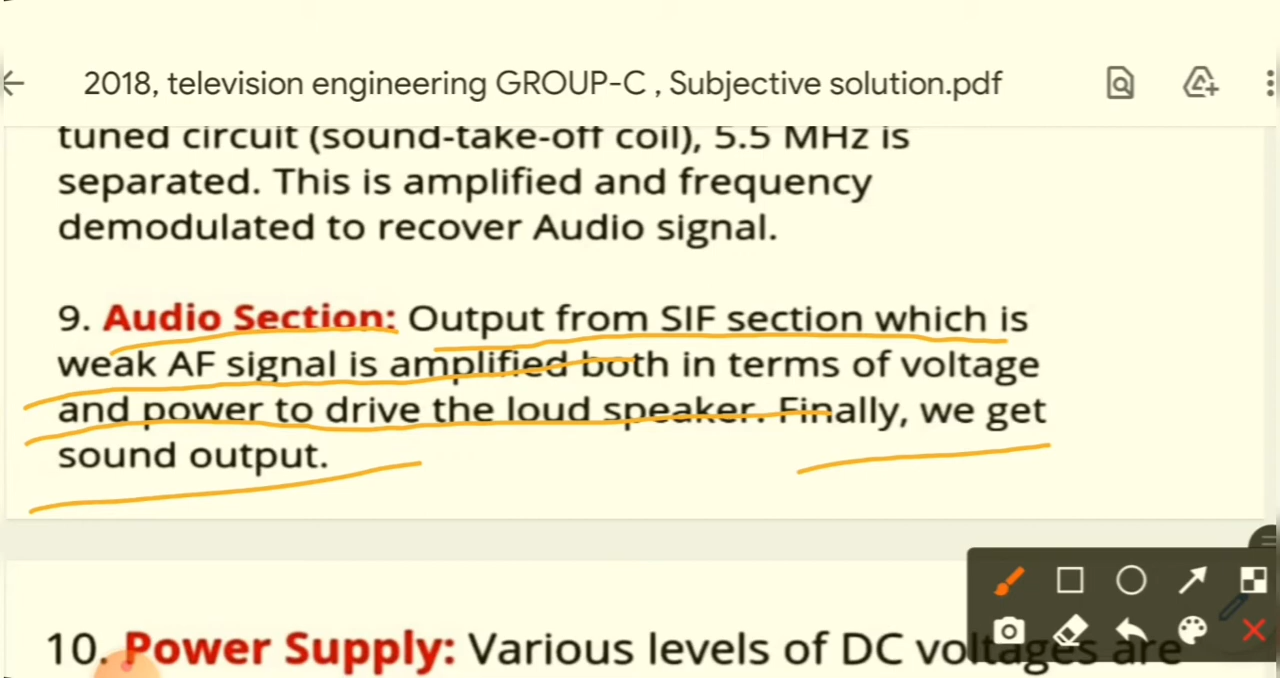 2018, television engineering GROUP-C , Subjective solution.pdf
tuned circuit (sound-take-off coil), 5.5 MHz is
separated. This is amplified and frequency
demodulated to recover Audio signal.
9. Audio Section: Output from SIF section which is
weak AF signal is amplified both in terms of voltage
and power to drive the loud speaker. Finally, we get
sound output.
10. Power Supply: Various levels of DC voltages are